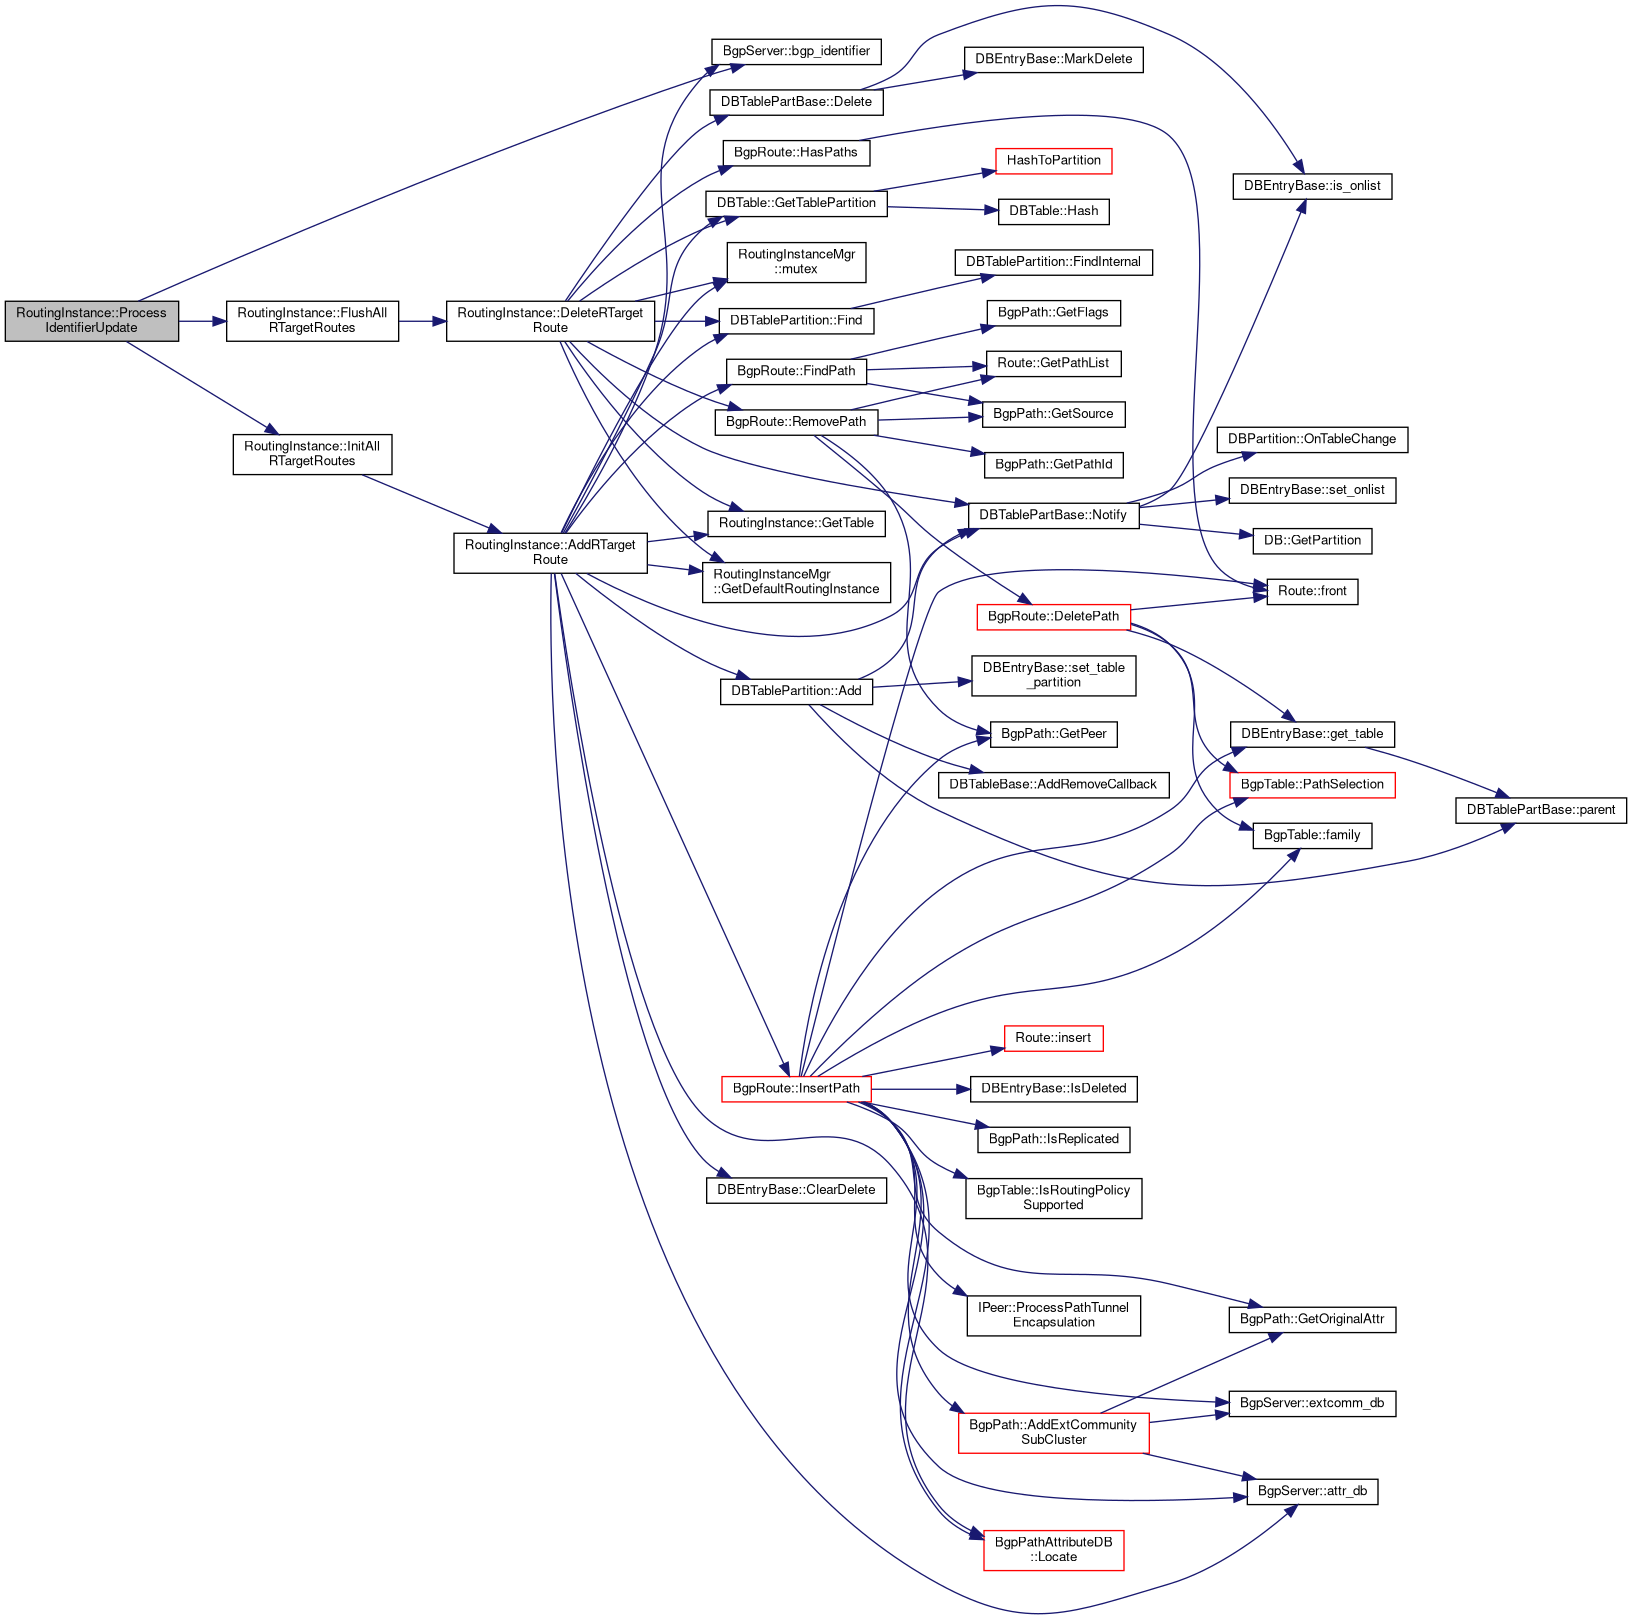 RoutingInstance::Process
IdentifierUpdate
RoutingInstance::FlushAll
RTargetRoutes
RoutingInstance::InitAll
RTargetRoutes
RoutingInstance::DeleteRTarget
Route
RoutingInstance::AddRTarget
Route
BgpServer::bgp_identifier
DBTablePartBase::Delete
BgpRoute::HasPaths
DBTable::GetTablePartition
RoutingInstanceMgr
::mutex
DBTablePartition::Find
BgpRoute::FindPath
BgpRoute::RemovePath
RoutingInstance::GetTable
RoutingInstanceMgr
::GetDefaultRoutingInstance
DBTablePartition::Add
BgpRoute::InsertPath
DBEntryBase::ClearDelete
DBEntryBase::MarkDelete
HashToPartition
DBTable::Hash
DBTablePartition::FindInternal
BgpPath::GetFlags
Route::GetPathList
BgpPath::GetSource
BgpPath::GetPathId
DBTablePartBase::Notify
BgpRoute::DeletePath
DBEntryBase::set_table
_partition
BgpPath::GetPeer
DBTableBase::AddRemoveCallback
Route::insert
DBEntryBase::IsDeleted
BgpPath::IsReplicated
BgpTable::IsRoutingPolicy
Supported
IPeer::ProcessPathTunnel
Encapsulation
BgpPath::AddExtCommunity
SubCluster
BgpPathAttributeDB
::Locate
DBEntryBase::is_onlist
DBPartition::OnTableChange
DBEntryBase::set_onlist
DB::GetPartition
Route::front
DBEntryBase::get_table
BgpTable::PathSelection
BgpTable::family
BgpPath::GetOriginalAttr
BgpServer::extcomm_db
BgpServer::attr_db
DBTablePartBase::parent